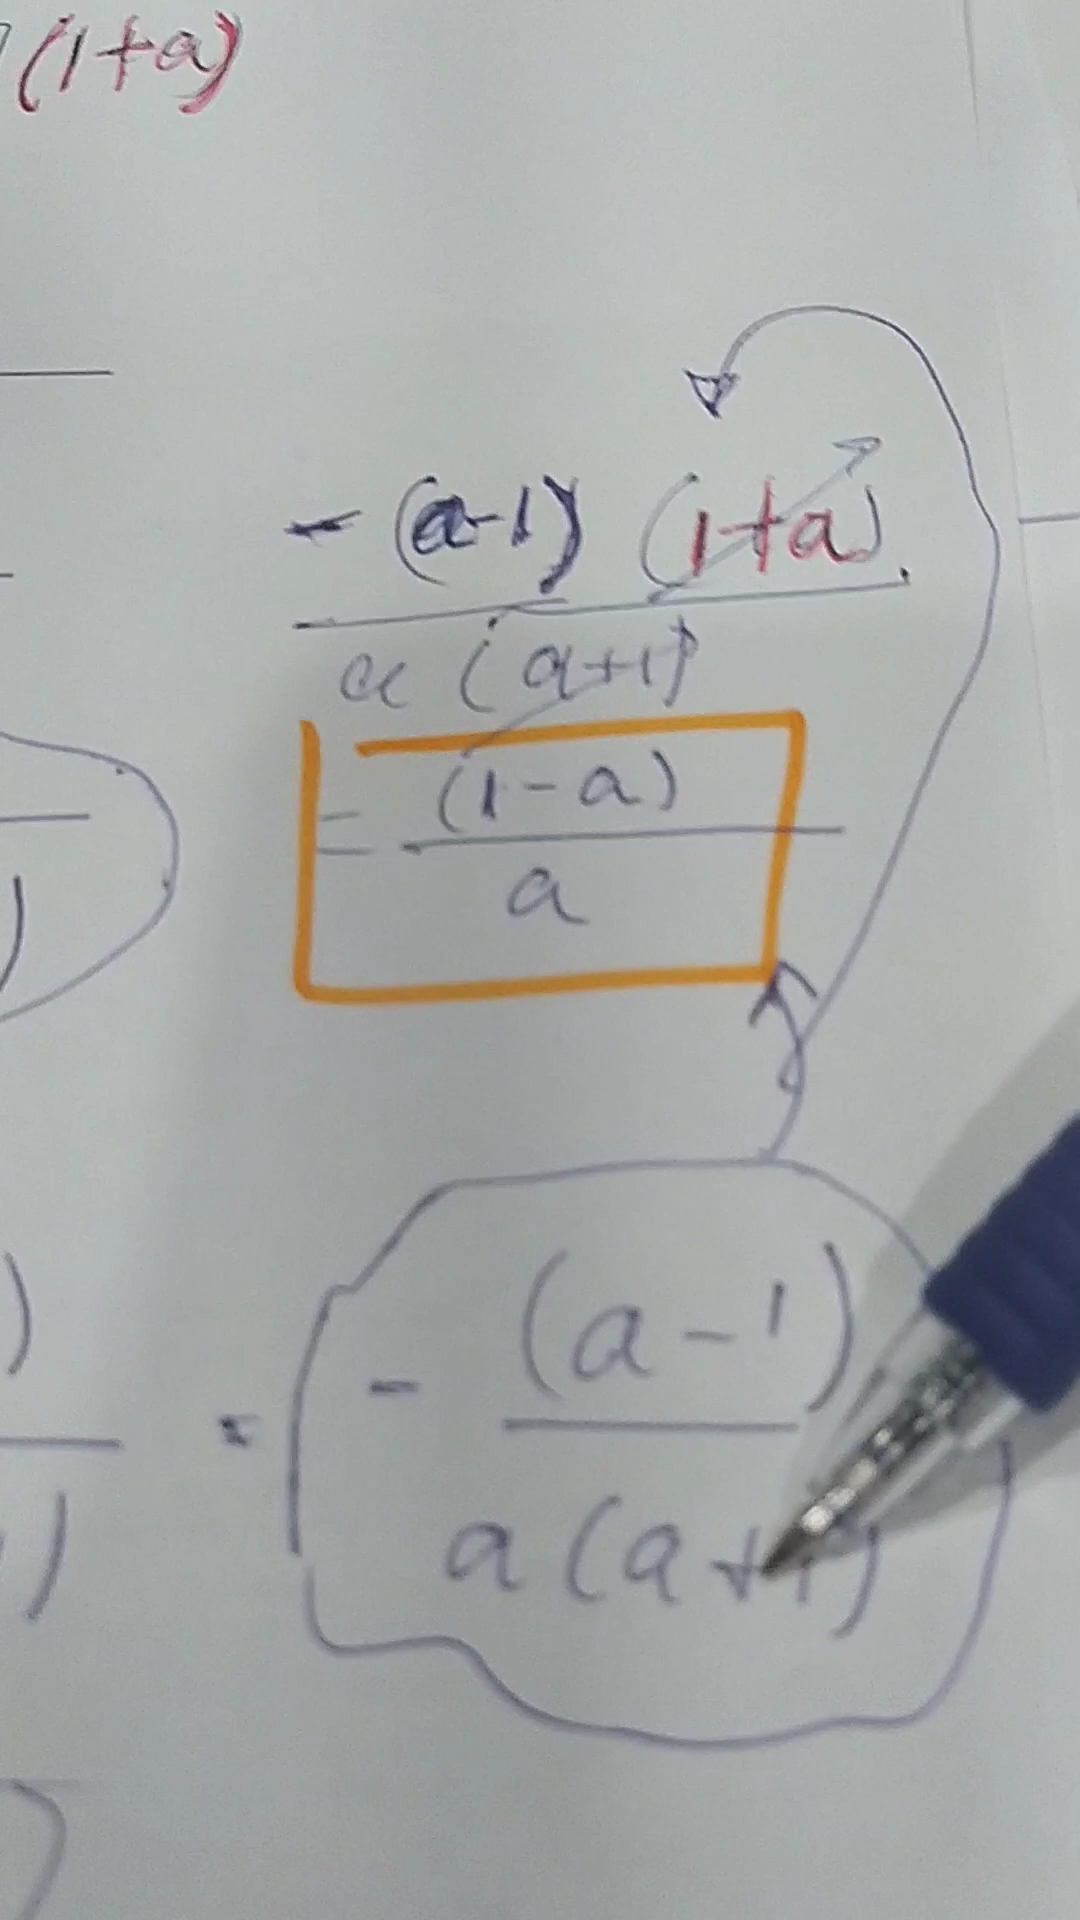 (1+a)
- (a-1) (1+a)
a (a+1)
= (1-a)
a
= - (a-1)
a (a+1)